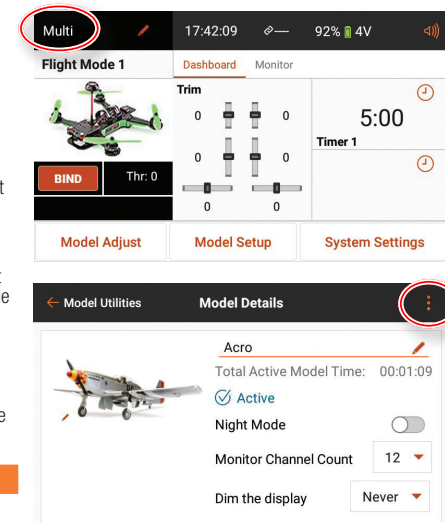 Multi 17:42:09 ---- 92% 4V
Flight Mode 1 Dashboard Monitor
Trim
0 0
5:00
Timer 1
0 0
BIND Thr: 0
0 0
Model Adjust Model Setup System Settings
Model Utilities Model Details
Acro
Total Active Model Time: 00:01:09
Active
Night Mode
Monitor Channel Count 12
Dim the display Never